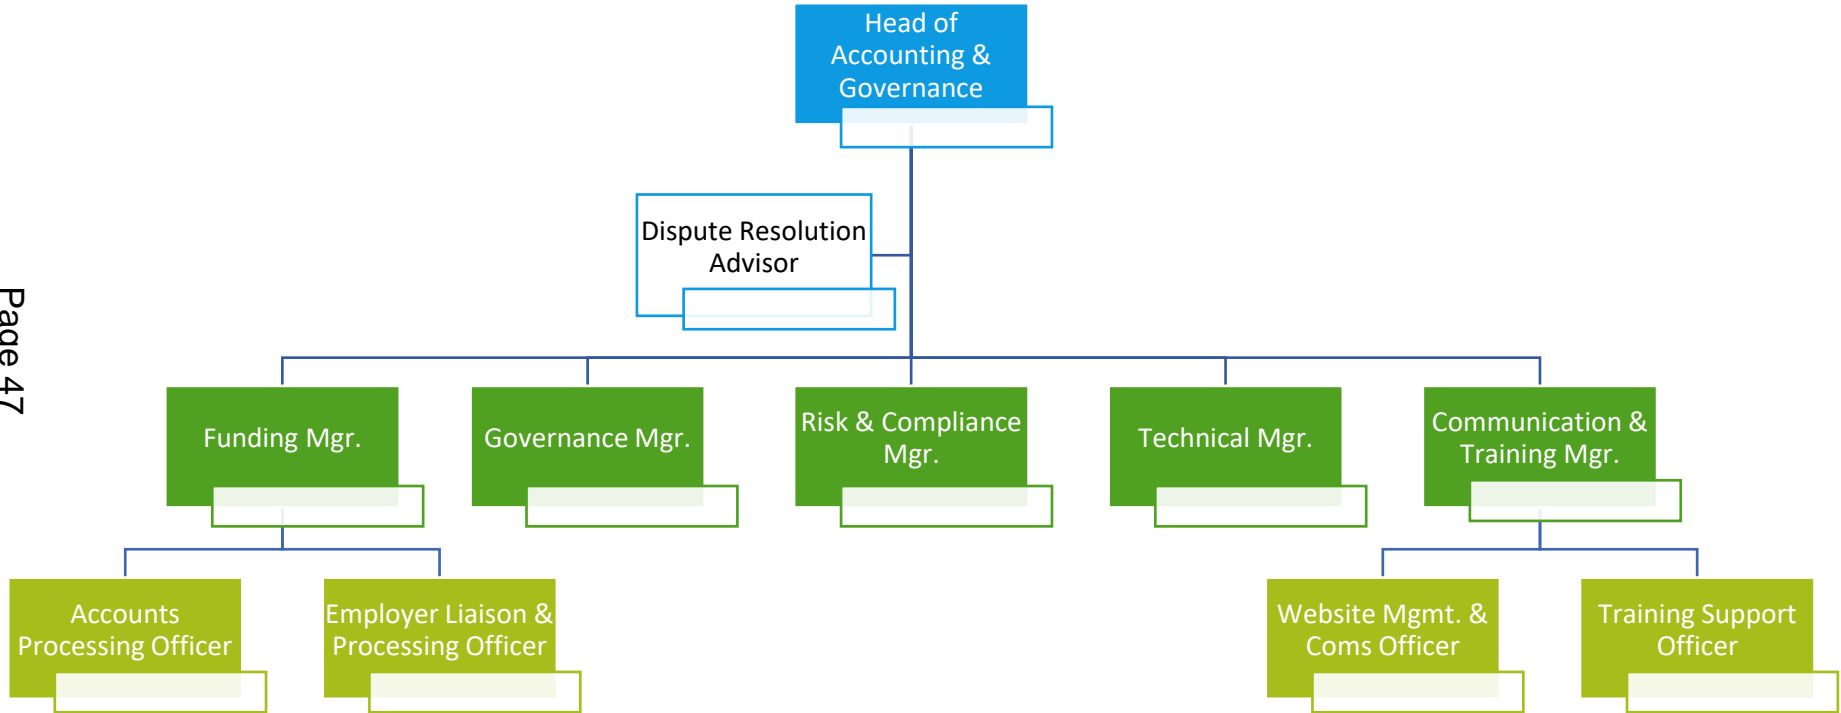 Head of
Accounting &
Governance
Dispute Resolution
Advisor
Page 47
Funding Mgr.
Governance Mgr.
Risk & Compliance
Mgr.
Technical Mgr.
Communication &
Training Mgr.
Accounts
Processing Officer
Employer Liaison &
Processing Officer
Website Mgmt. &
Coms Officer
Training Support
Officer